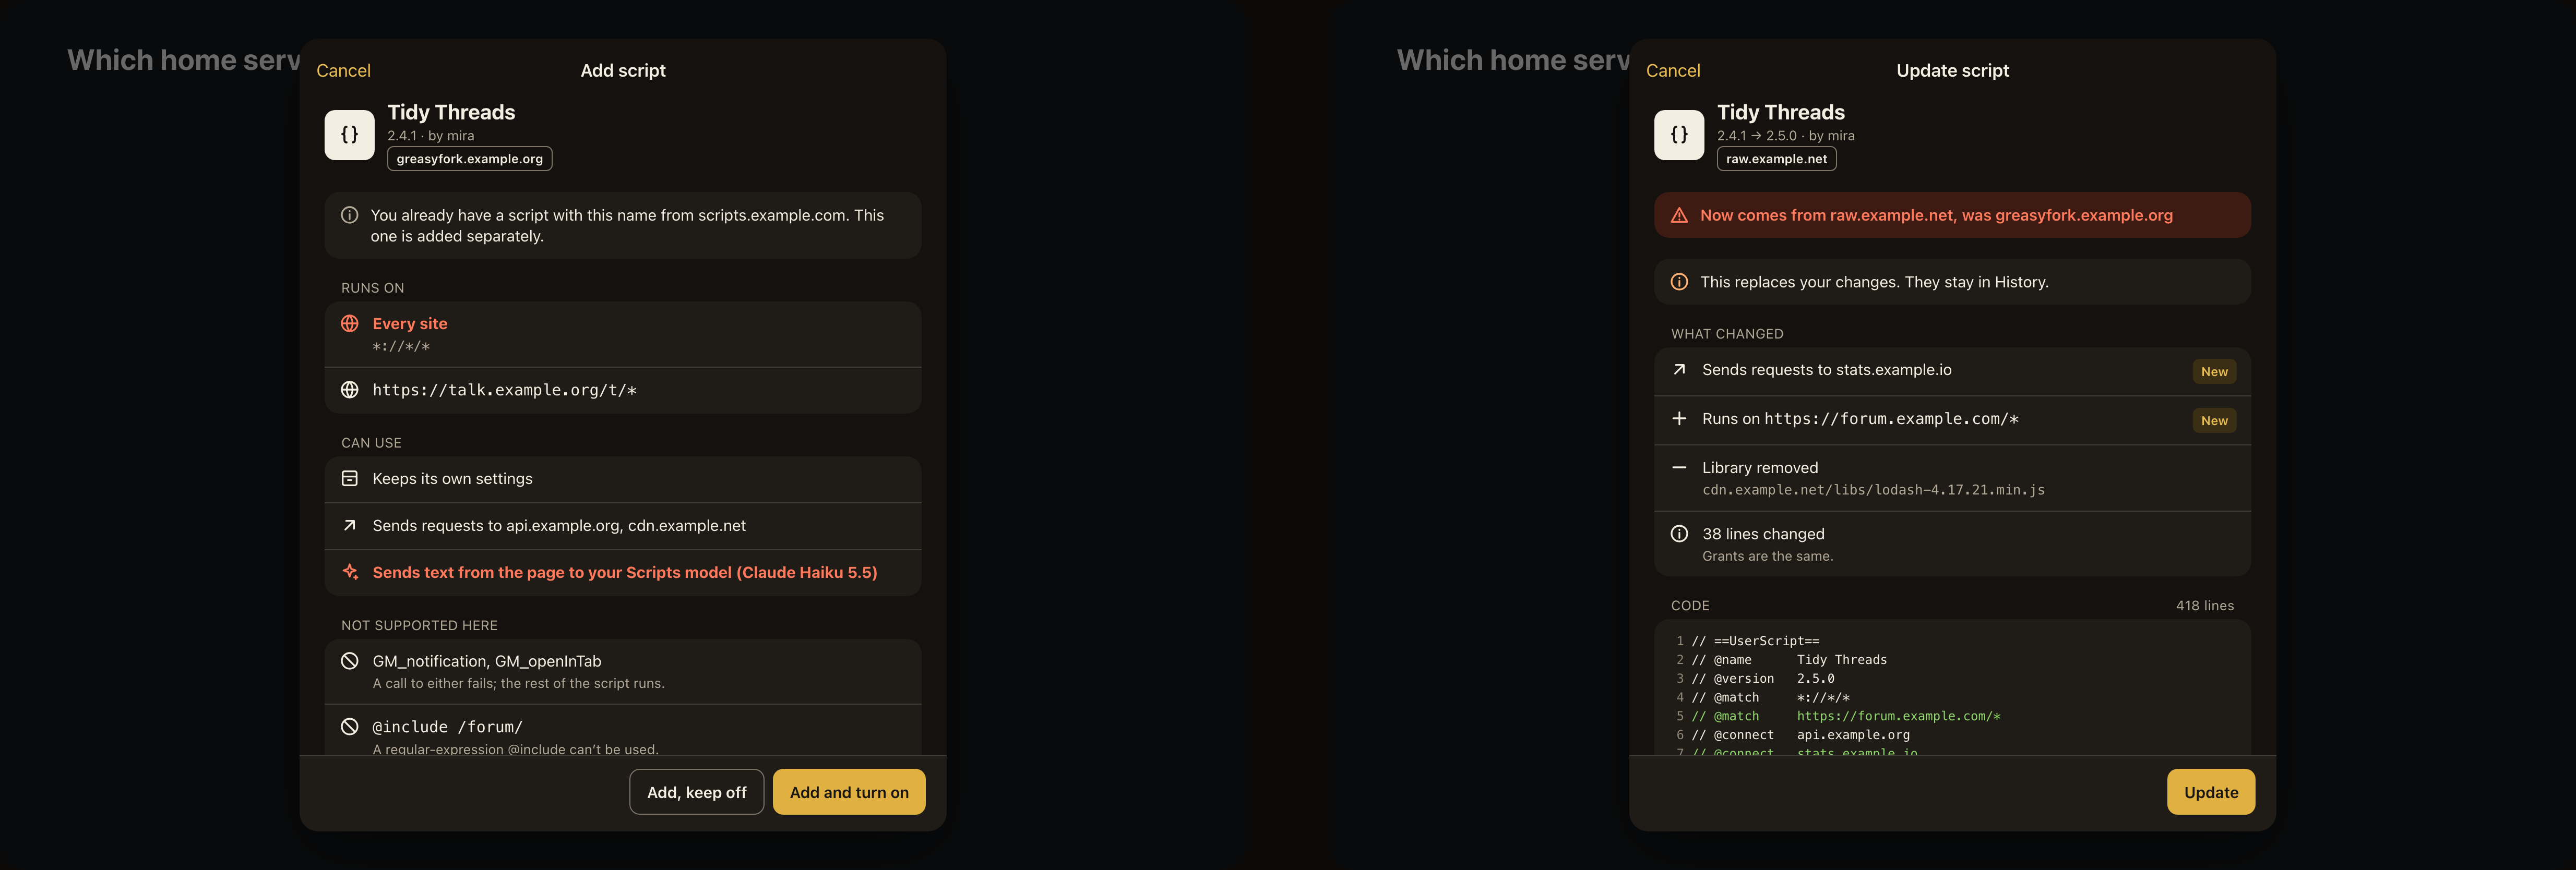 Which home serv
Cancel
Add script
{ }
Tidy Threads
2.4.1 · by mira
greasyfork.example.org
You already have a script with this name from scripts.example.com. This
one is added separately.
RUNS ON
Every site
*://*/*
https://talk.example.org/t/*
CAN USE
Keeps its own settings
Sends requests to api.example.org, cdn.example.net
Sends text from the page to your Scripts model (Claude Haiku 5.5)
NOT SUPPORTED HERE
GM_notification, GM_openInTab
A call to either fails; the rest of the script runs.
@include /forum/
A regular-expression @include can’t be used.
Add, keep off
Add and turn on
Which home serv
Cancel
Update script
{ }
Tidy Threads
2.4.1 → 2.5.0 · by mira
raw.example.net
Now comes from raw.example.net, was greasyfork.example.org
This replaces your changes. They stay in History.
WHAT CHANGED
Sends requests to stats.example.io New
Runs on https://forum.example.com/* New
Library removed
cdn.example.net/libs/lodash-4.17.21.min.js
38 lines changed
Grants are the same.
CODE 418 lines
1 // ==UserScript==
2 // @name Tidy Threads
3 // @version 2.5.0
4 // @match *://*/*
5 // @match https://forum.example.com/*
6 // @connect api.example.org
7 // @connect stats.example.io
Update